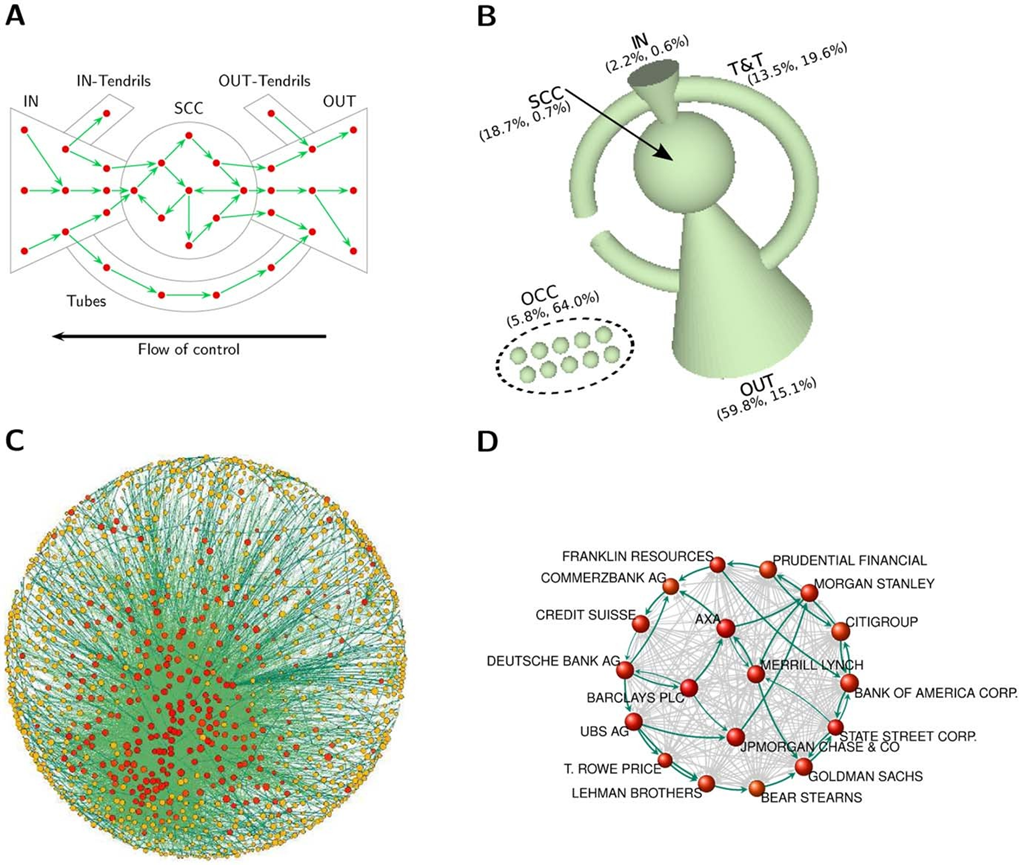 A
IN-Tendrils
OUT-Tendrils
IN
SCC
OUT
Tubes
Flow of control
B
IN
(2.2%, 0.6%)
T&T
(13.5%, 19.6%)
SCC
(18.7%, 0.7%)
OCC
(5.8%, 64.0%)
OUT
(59.8%, 15.1%)
C
D
FRANKLIN RESOURCES
PRUDENTIAL FINANCIAL
COMMERZBANK AG
MORGAN STANLEY
CREDIT SUISSE
AXA
CITIGROUP
DEUTSCHE BANK AG
MERRILL LYNCH
BARCLAYS PLC
BANK OF AMERICA CORP.
UBS AG
STATE STREET CORP.
JPMORGAN CHASE & CO
T. ROWE PRICE
GOLDMAN SACHS
LEHMAN BROTHERS
BEAR STEARNS